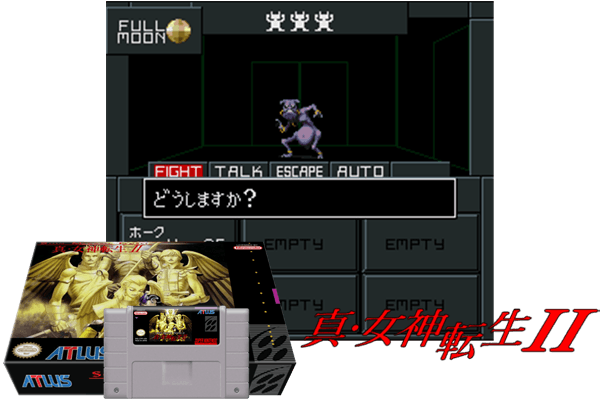 FULL
MOON
FIGHT TALK ESCAPE AUTO
どうしますか?
ホーク
EMPTY EMPTY
EMPTY
真・女神転生II
Nintendo
ATLUS
ATLUS
真・女神転生II